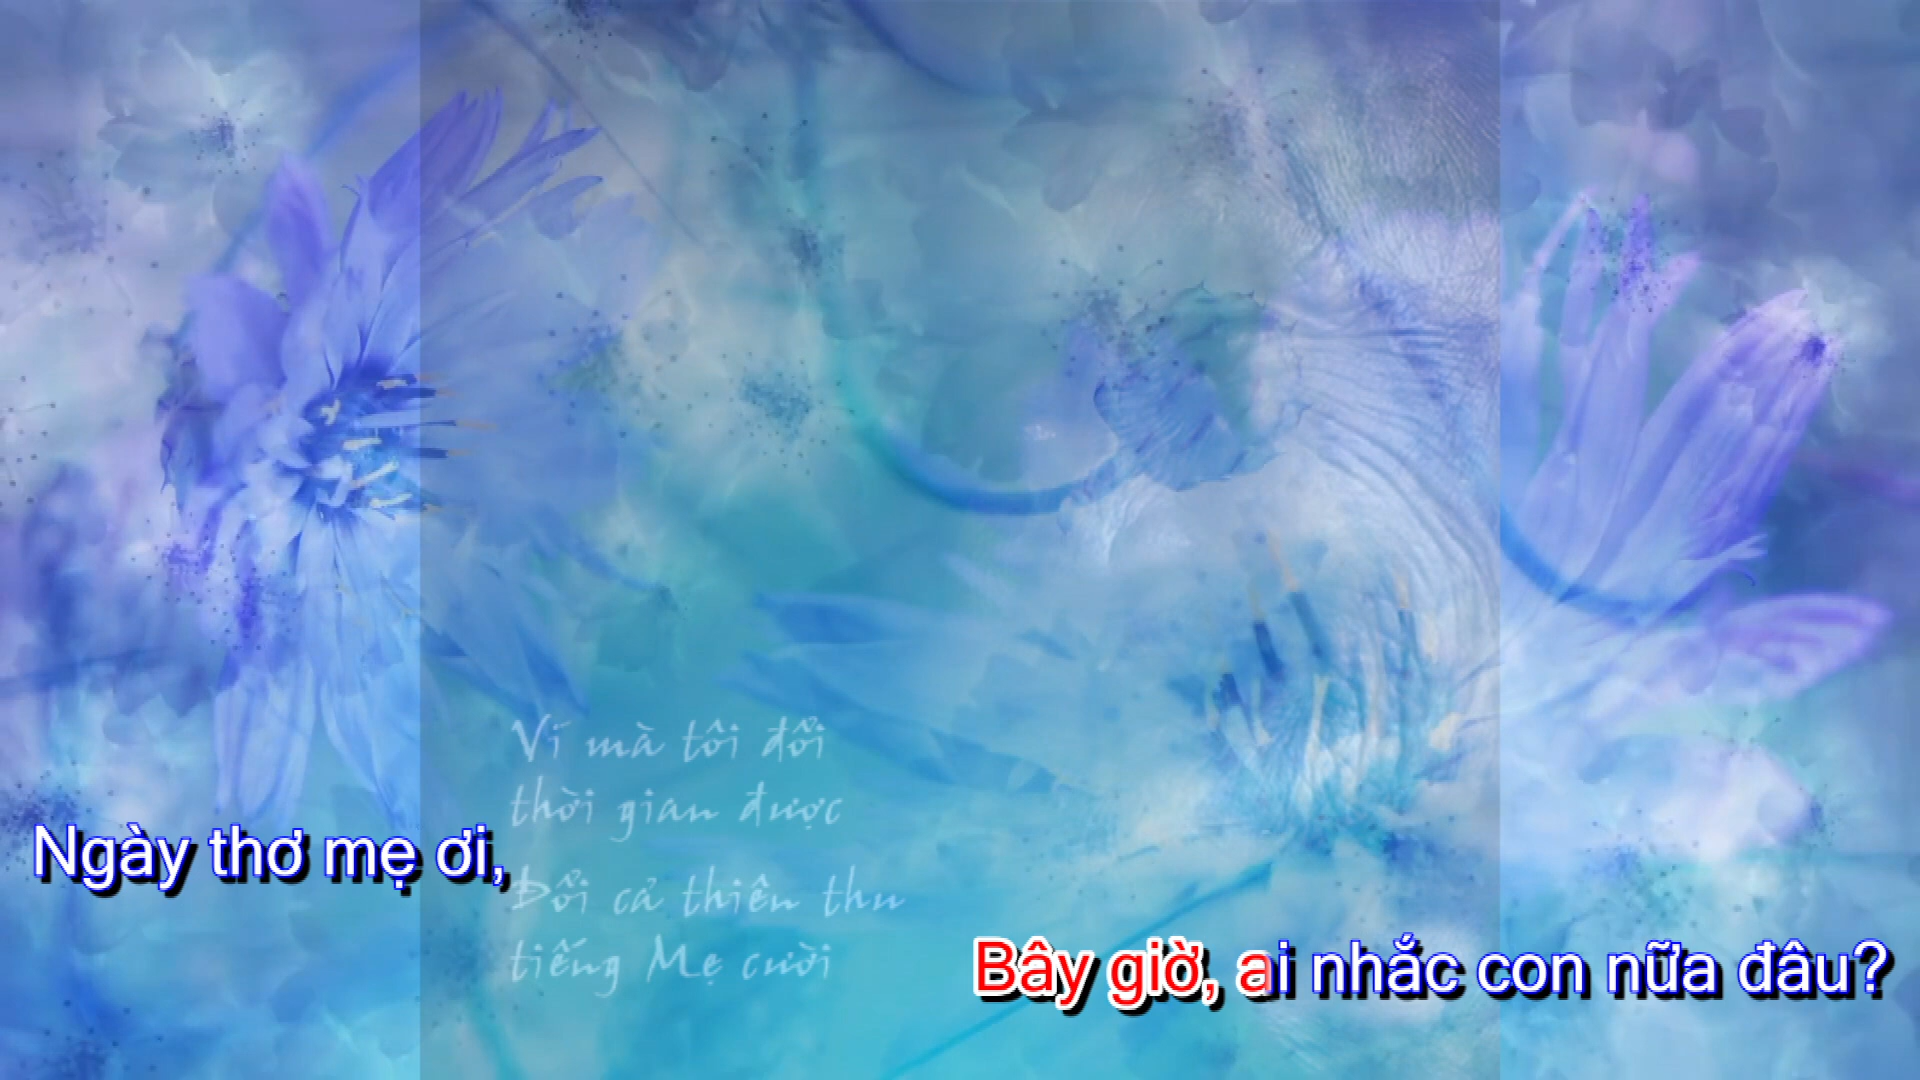 Ví mà tôi đổi
thời gian được
Đổi cả thiên thu
tiếng Mẹ cười
Ngày thơ mẹ ơi,
Bây giờ, ai nhắc con nữa đâu?